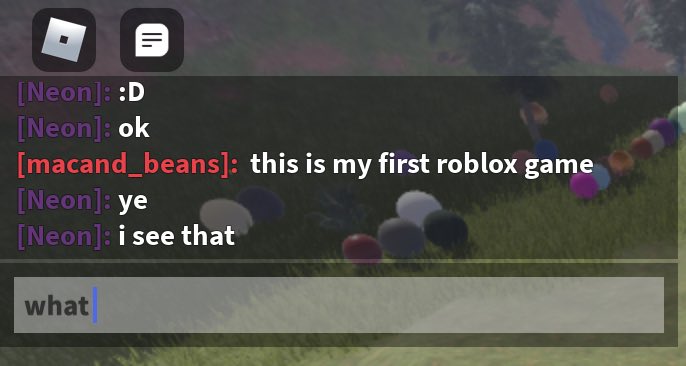 [Neon]: :D
[Neon]: ok
[macand_beans]: this is my first roblox game
[Neon]: ye
[Neon]: i see that
what